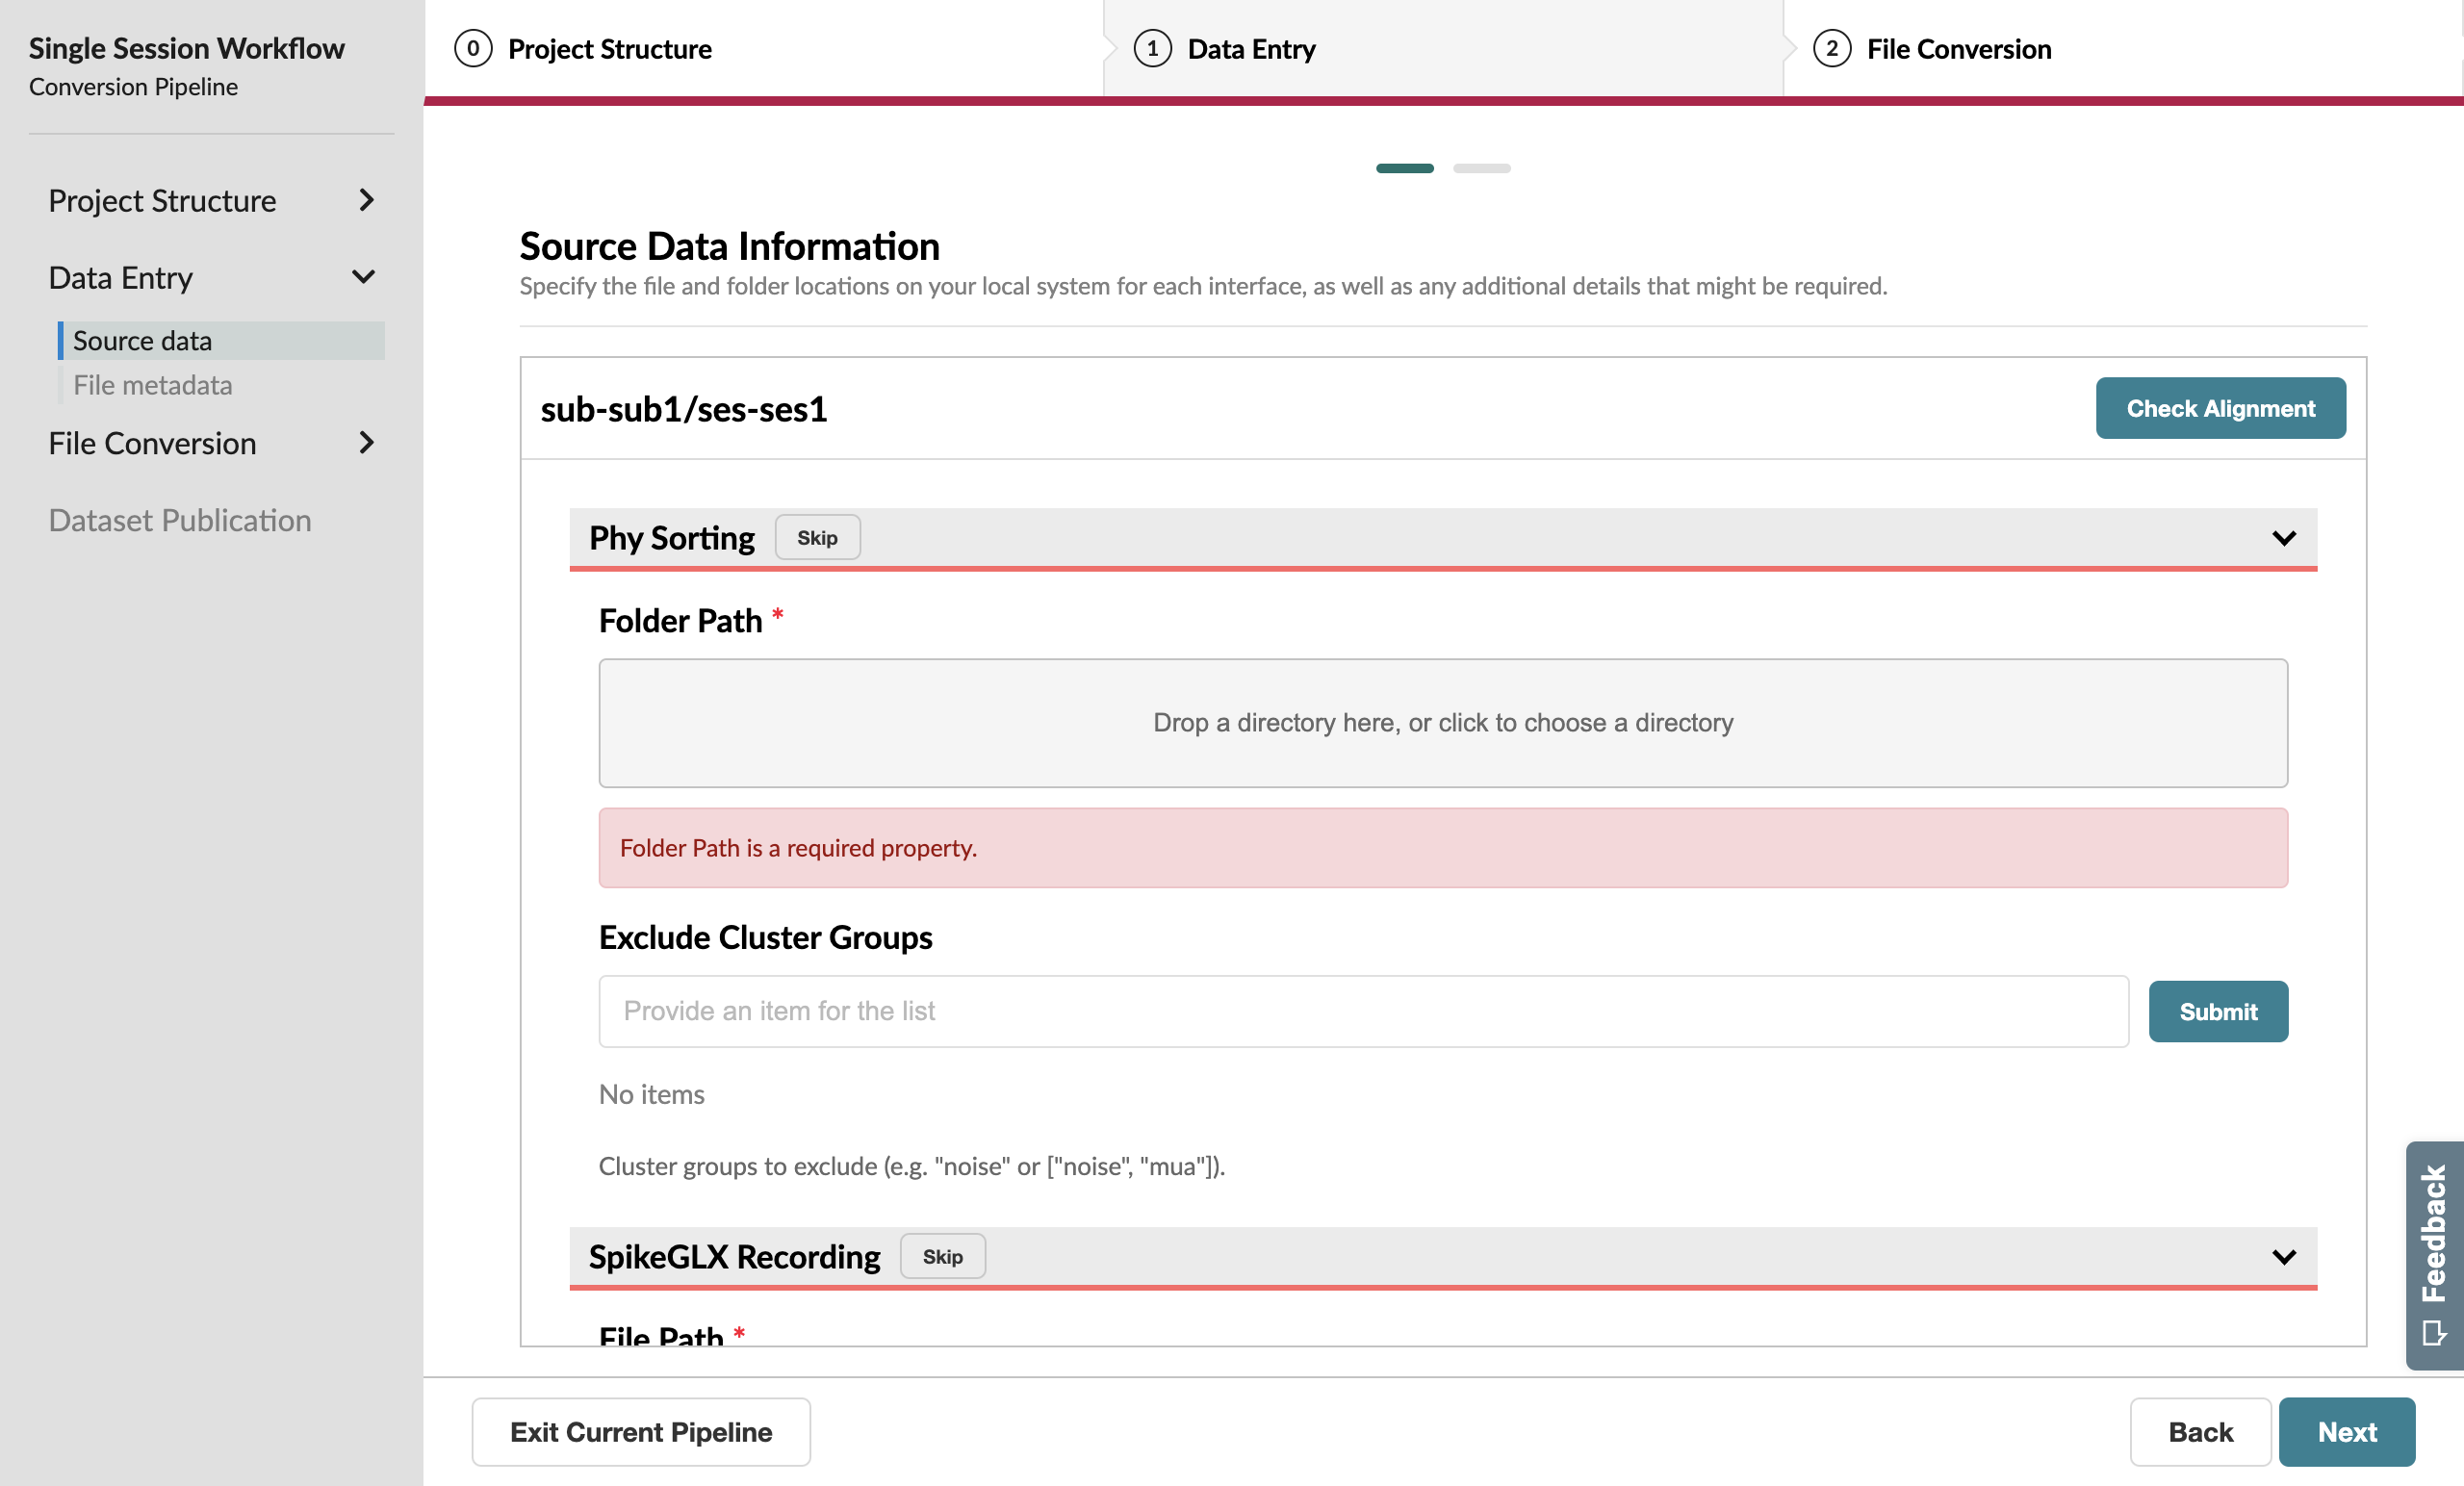 Single Session Workflow
Conversion Pipeline
Project Structure
Data Entry
Source data
File metadata
File Conversion
Dataset Publication
0 Project Structure
1 Data Entry
2 File Conversion
Source Data Information
Specify the file and folder locations on your local system for each interface, as well as any additional details that might be required.
sub-sub1/ses-ses1
Check Alignment
Phy Sorting Skip
Folder Path *
Drop a directory here, or click to choose a directory
Folder Path is a required property.
Exclude Cluster Groups
Provide an item for the list
Submit
No items
Cluster groups to exclude (e.g. "noise" or ["noise", "mua"]).
SpikeGLX Recording Skip
File Path *
Feedback
Exit Current Pipeline
Back
Next